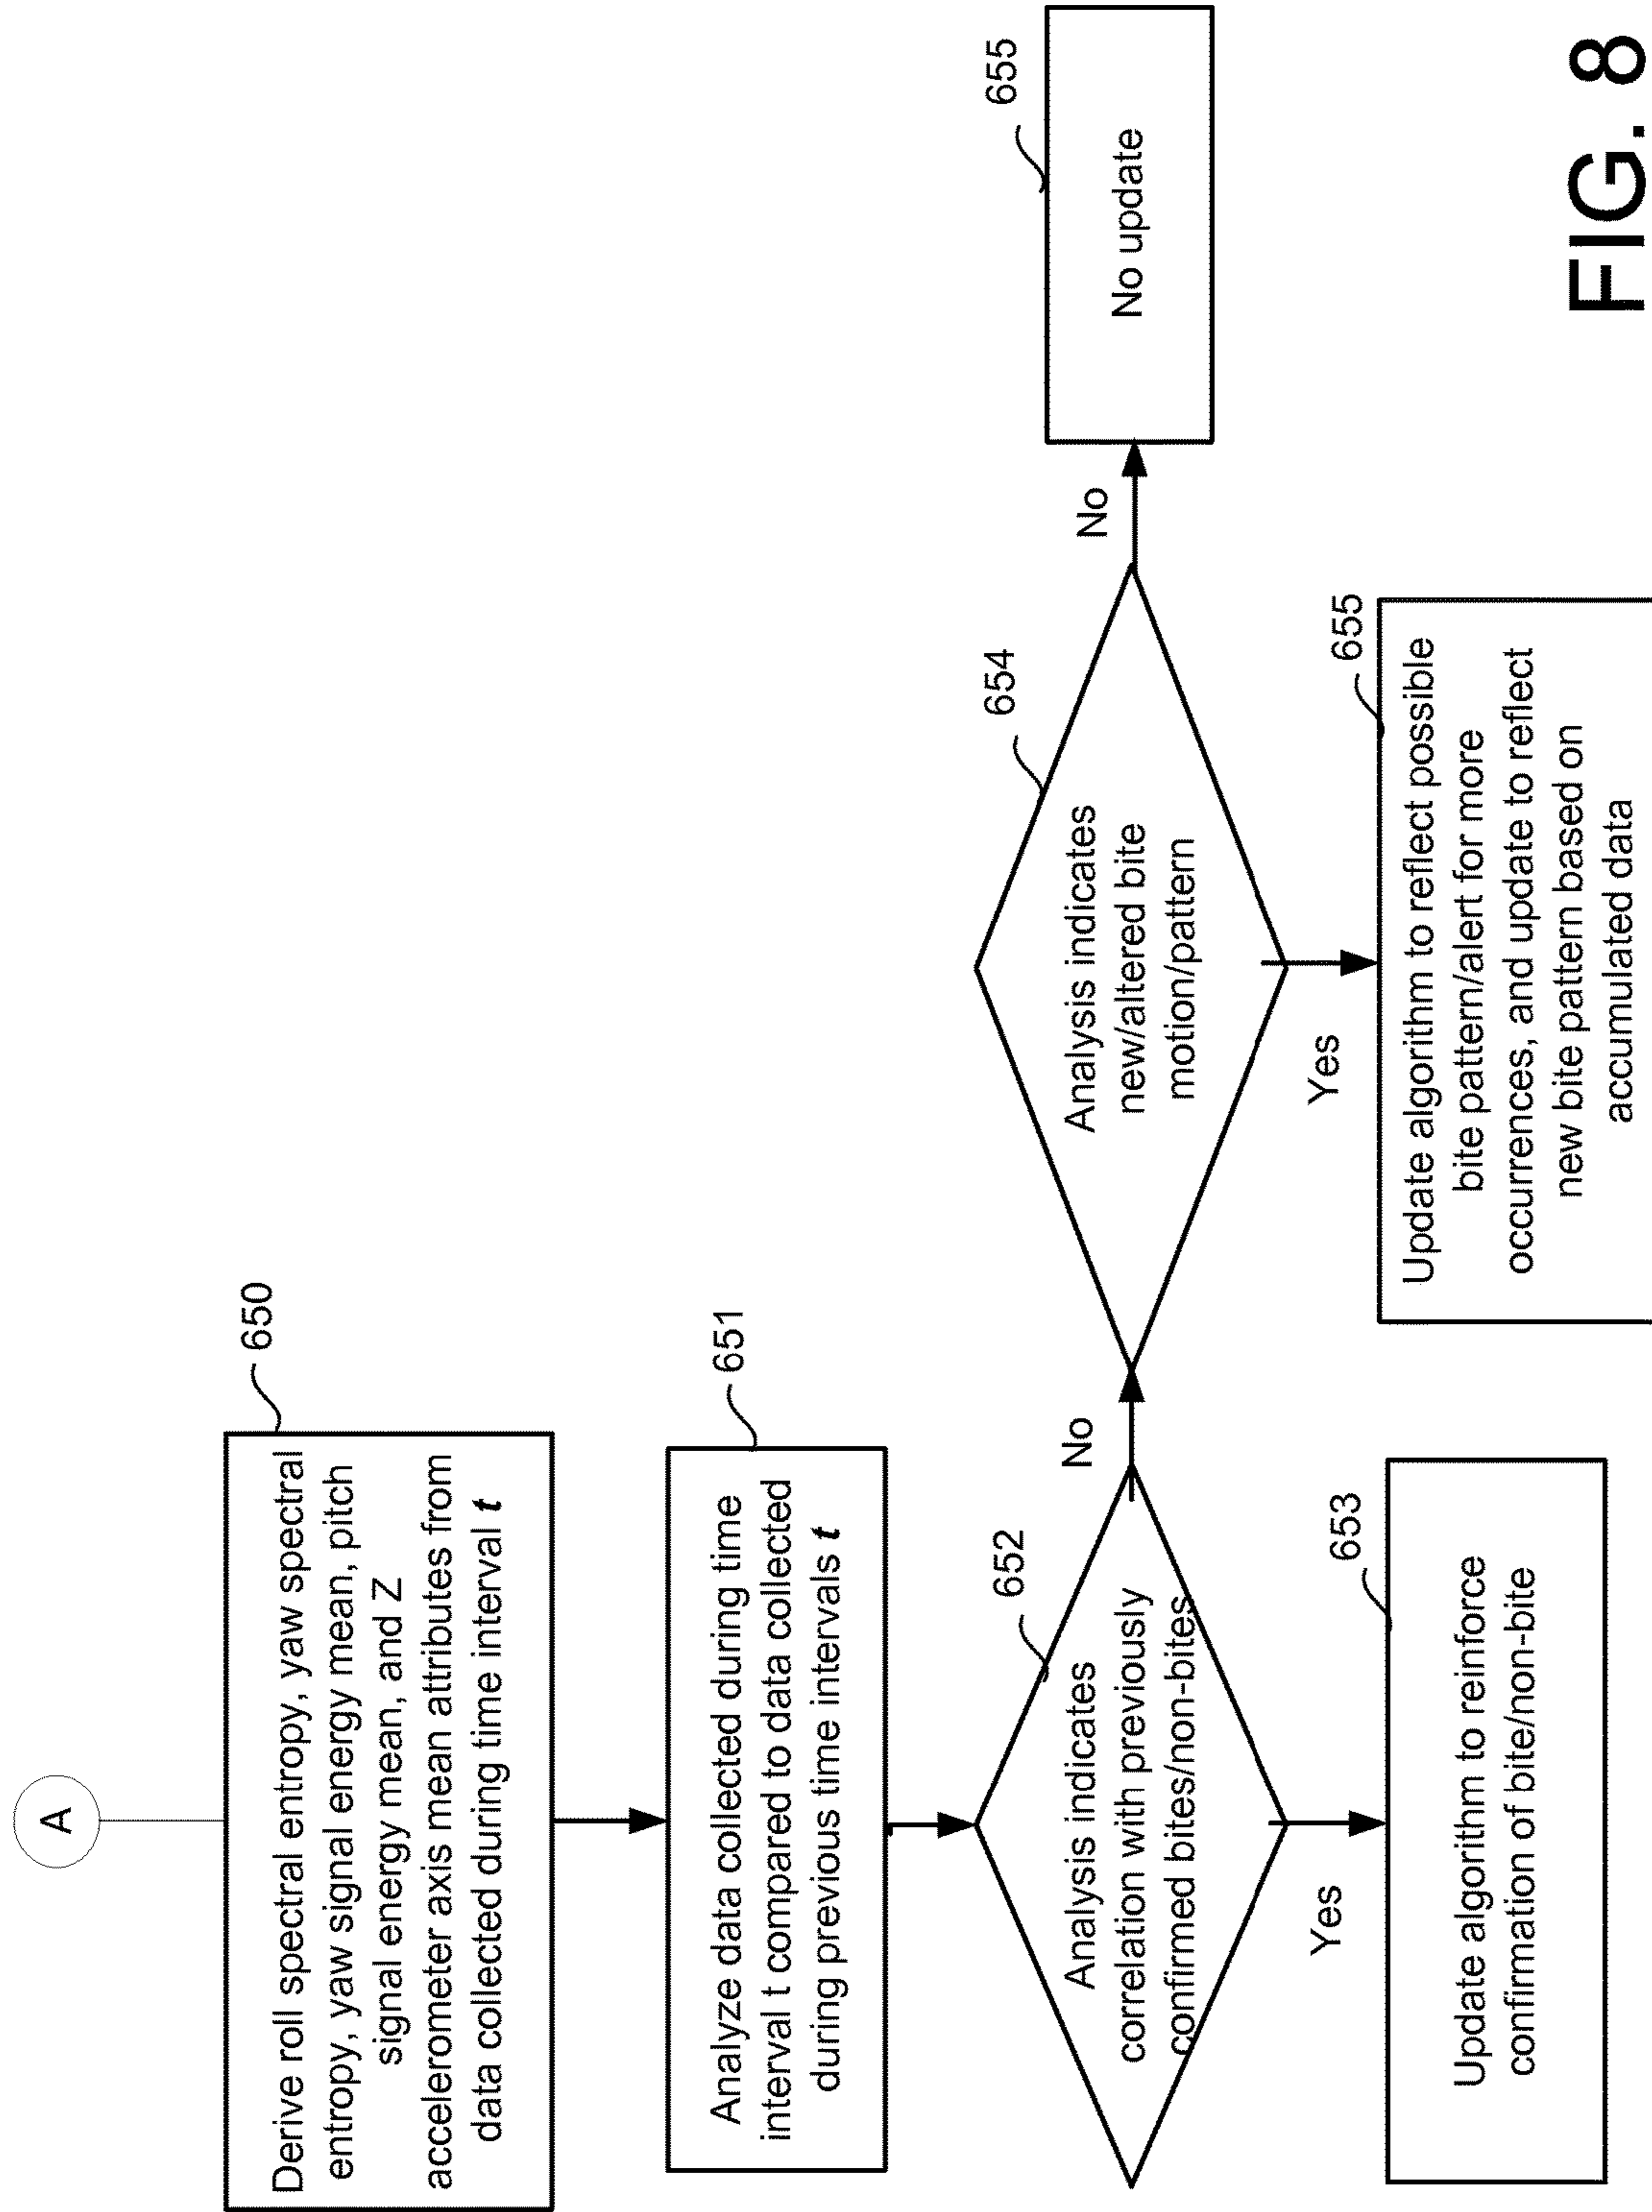 A
650
Derive roll spectral entropy, yaw spectral
entropy, yaw signal energy mean, pitch
signal energy mean, and Z
accelerometer axis mean attributes from
data collected during time interval t
651
Analyze data collected during time
interval t compared to data collected
during previous time intervals t
652
Analysis indicates
correlation with previously
confirmed bites/non-bites
No
Yes
653
Update algorithm to reinforce
confirmation of bite/non-bite
654
Analysis indicates
new/altered bite
motion/pattern
No
Yes
655
Update algorithm to reflect possible
bite pattern/alert for more
occurrences, and update to reflect
new bite pattern based on
accumulated data
655
No update
FIG. 8